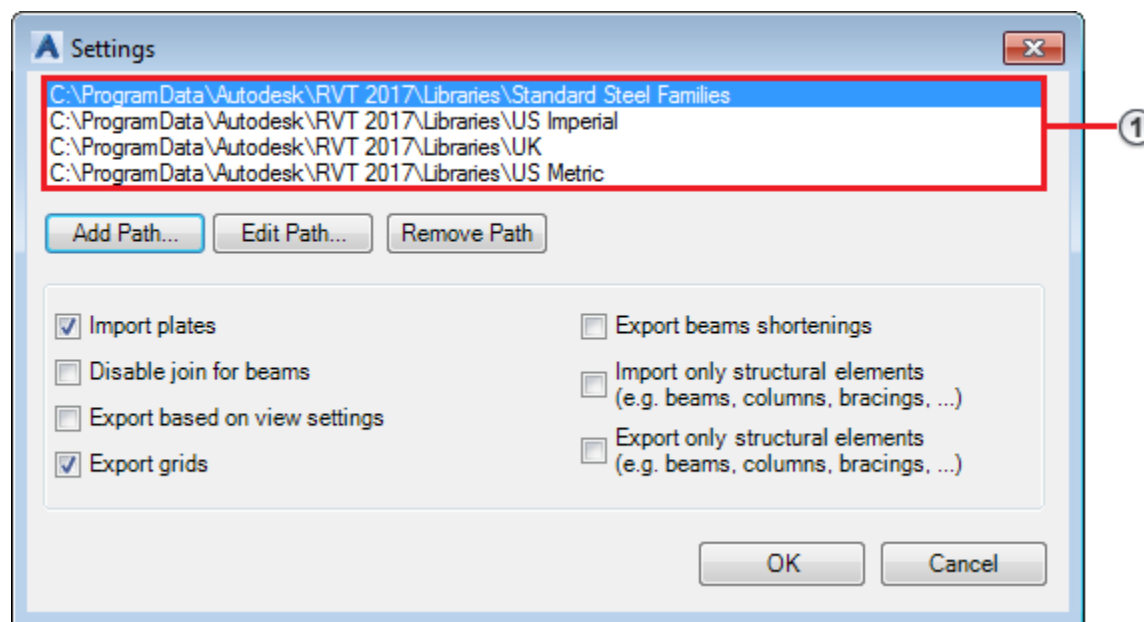 Settings
C:\ProgramData\Autodesk\RVT 2017\Libraries\Standard Steel Families
C:\ProgramData\Autodesk\RVT 2017\Libraries\US Imperial
C:\ProgramData\Autodesk\RVT 2017\Libraries\UK
C:\ProgramData\Autodesk\RVT 2017\Libraries\US Metric
1
Add Path... Edit Path... Remove Path
Import plates
Disable join for beams
Export based on view settings
Export grids
Export beams shortenings
Import only structural elements
(e.g. beams, columns, bracings, ...)
Export only structural elements
(e.g. beams, columns, bracings, ...)
OK Cancel